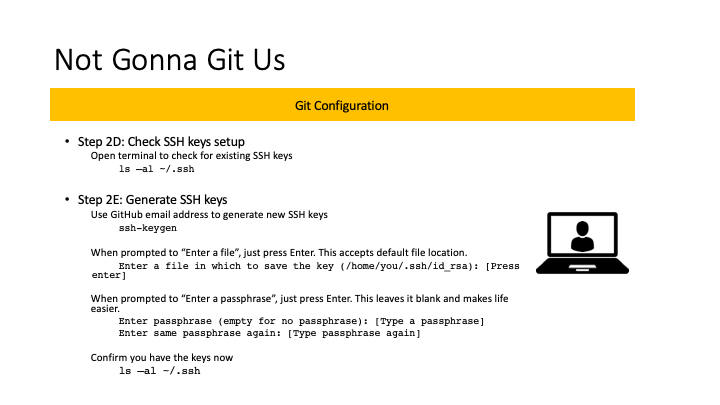 Not Gonna Git Us
Git Configuration
• Step 2D: Check SSH keys setup
Open terminal to check for existing SSH keys
ls –al ~/.ssh
• Step 2E: Generate SSH keys
Use GitHub email address to generate new SSH keys
ssh-keygen
When prompted to “Enter a file”, just press Enter. This accepts default file location.
Enter a file in which to save the key (/home/you/.ssh/id_rsa): [Press
enter]
When prompted to “Enter a passphrase”, just press Enter. This leaves it blank and makes life
easier.
Enter passphrase (empty for no passphrase): [Type a passphrase]
Enter same passphrase again: [Type passphrase again]
Confirm you have the keys now
ls –al ~/.ssh